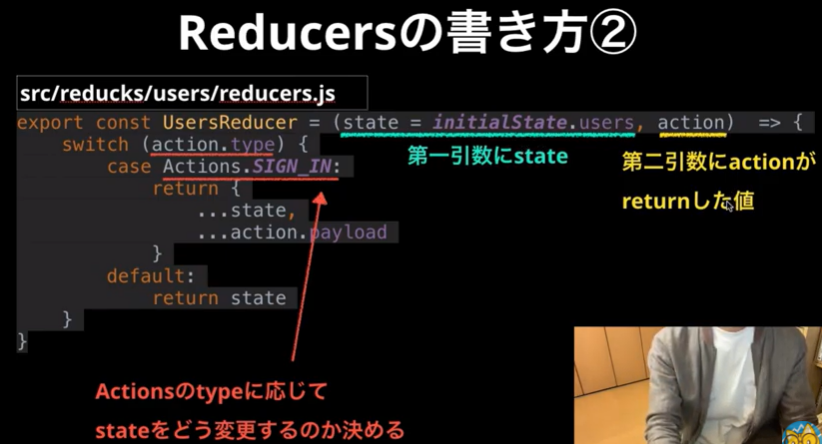 Reducersの書き方②
src/reducks/users/reducers.js
export const UsersReducer = (state = initialState.users, action) => {
switch (action.type) {
case Actions.SIGN_IN:
return {
...state,
...action.payload
}
default:
return state
}
}
第一引数にstate
第二引数にactionが
returnした値
Actionsのtypeに応じて
stateをどう変更するのか決める